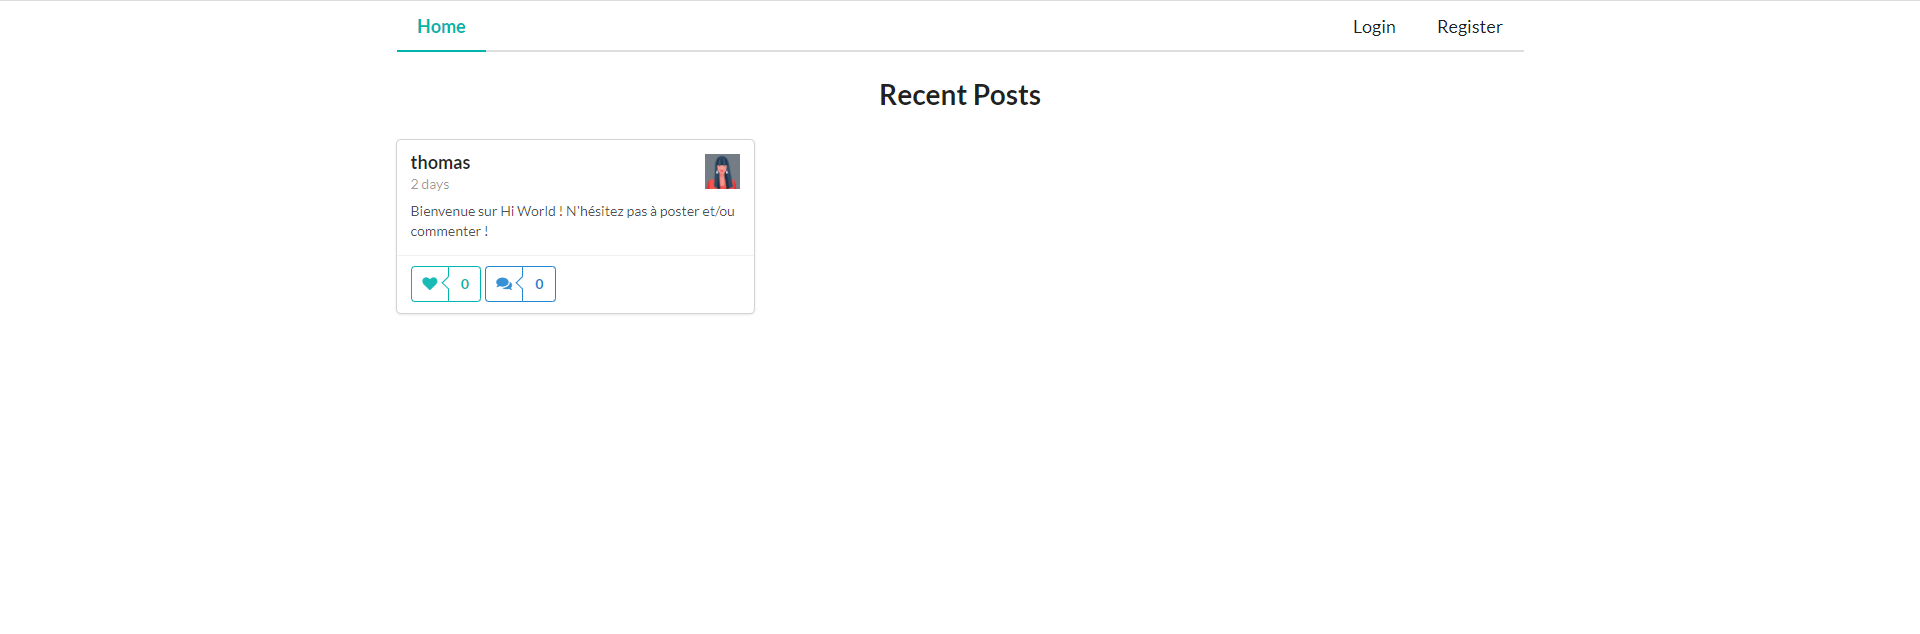 Home
Login
Register
Recent Posts
thomas
2 days
Bienvenue sur Hi World ! N'hésitez pas à poster et/ou
commenter !
0
0